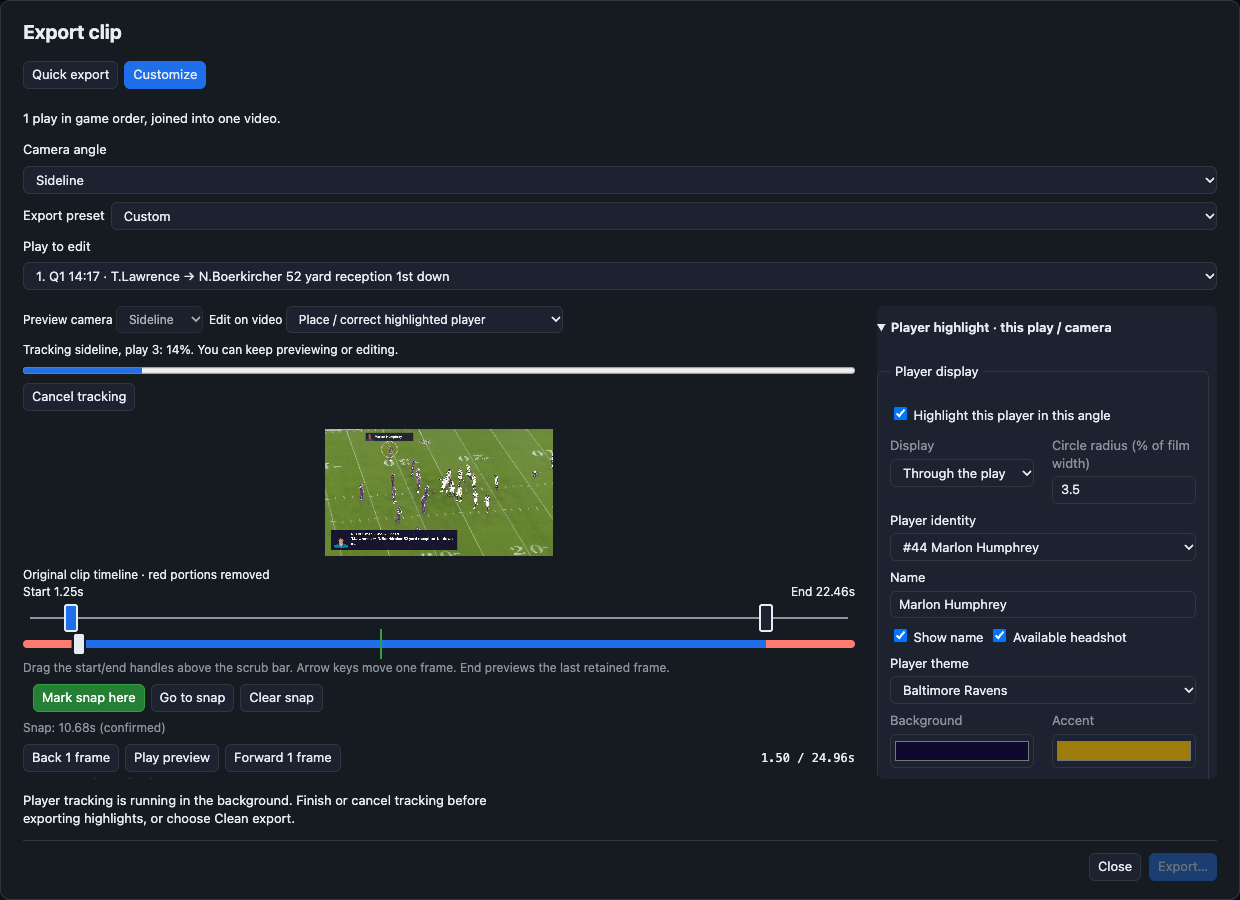 Export clip
Quick export
Customize
1 play in game order, joined into one video.
Camera angle
Sideline
Export preset
Custom
Play to edit
1. Q1 14:17 · T.Lawrence → N.Boerkircher 52 yard reception 1st down
Preview camera
Sideline
Edit on video
Place / correct highlighted player
Tracking sideline, play 3: 14%. You can keep previewing or editing.
Cancel tracking
Original clip timeline · red portions removed
Start 1.25s
End 22.46s
Drag the start/end handles above the scrub bar. Arrow keys move one frame. End previews the last retained frame.
Mark snap here
Go to snap
Clear snap
Snap: 10.68s (confirmed)
Back 1 frame
Play preview
Forward 1 frame
1.50 / 24.96s
Player tracking is running in the background. Finish or cancel tracking before
exporting highlights, or choose Clean export.
▼ Player highlight · this play / camera
Player display
Highlight this player in this angle
Display
Through the play
Circle radius (% of film
width)
3.5
Player identity
#44 Marlon Humphrey
Name
Marlon Humphrey
Show name
Available headshot
Player theme
Baltimore Ravens
Background
Accent
Close
Export...